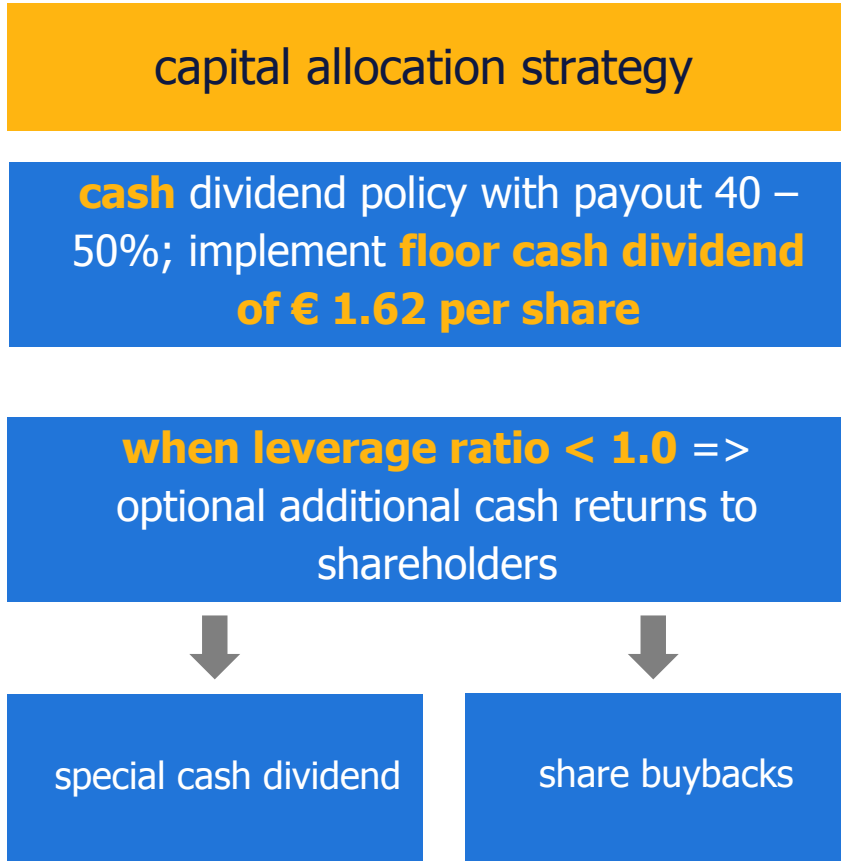 capital allocation strategy
cash dividend policy with payout 40 –
50%; implement floor cash dividend
of € 1.62 per share
when leverage ratio < 1.0 =>
optional additional cash returns to
shareholders
special cash dividend
share buybacks